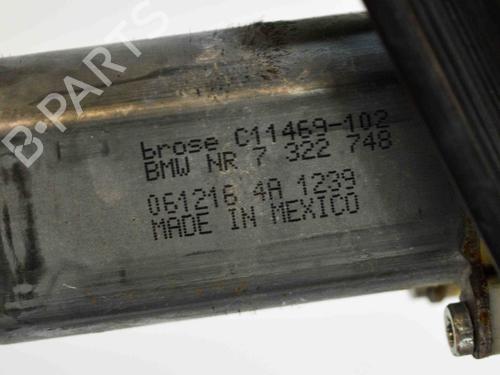 B-PARTS
brose C11469-102
BMW NR 7 322 748
061216 4A 1239
MADE IN MEXICO